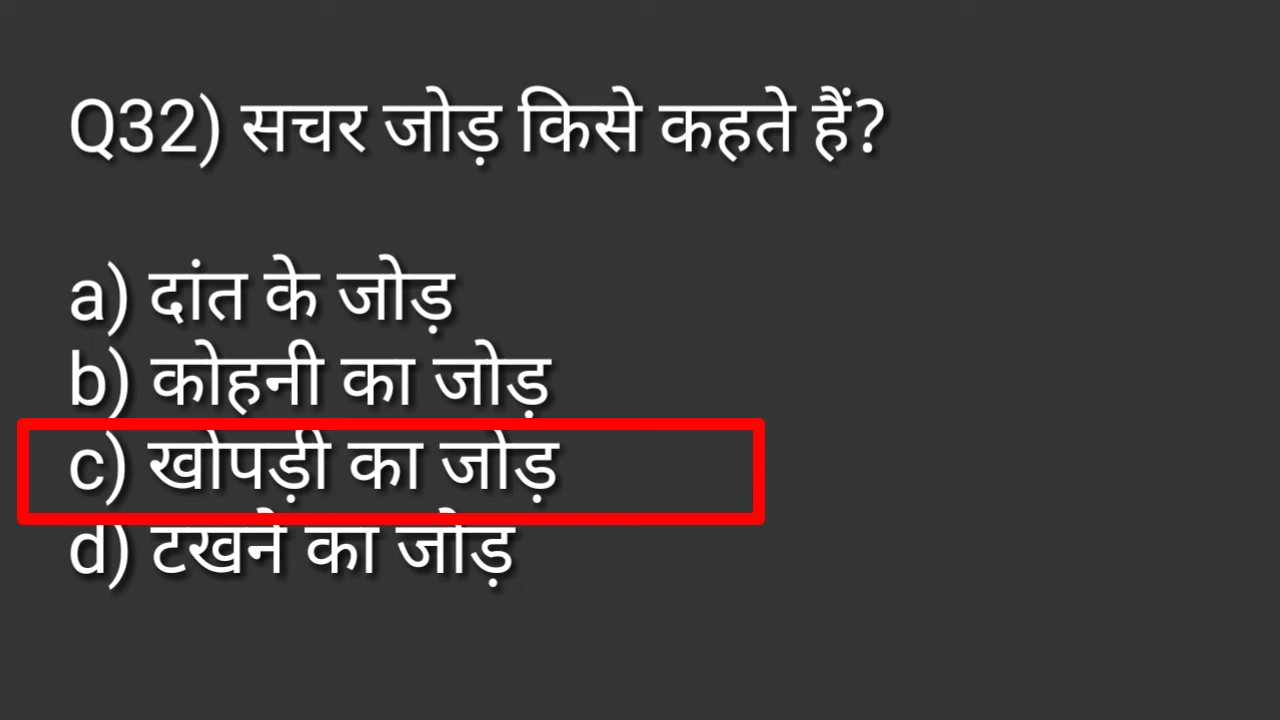 Q32) सचर जोड़ किसे कहते हैं?
a) दांत के जोड़
b) कोहनी का जोड़
c) खोपड़ी का जोड़
d) टखने का जोड़